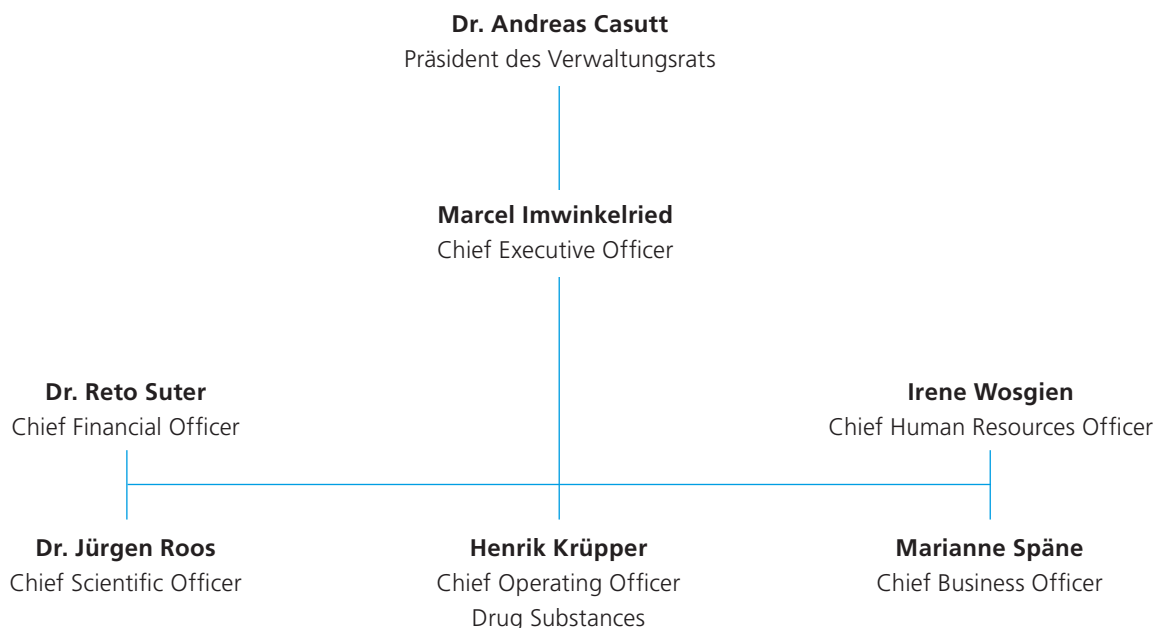 Dr. Andreas Casutt
Präsident des Verwaltungsrats
Marcel Imwinkelried
Chief Executive Officer
Dr. Reto Suter
Chief Financial Officer
Irene Wosgien
Chief Human Resources Officer
Dr. Jürgen Roos
Chief Scientific Officer
Henrik Krüpper
Chief Operating Officer
Drug Substances
Marianne Späne
Chief Business Officer